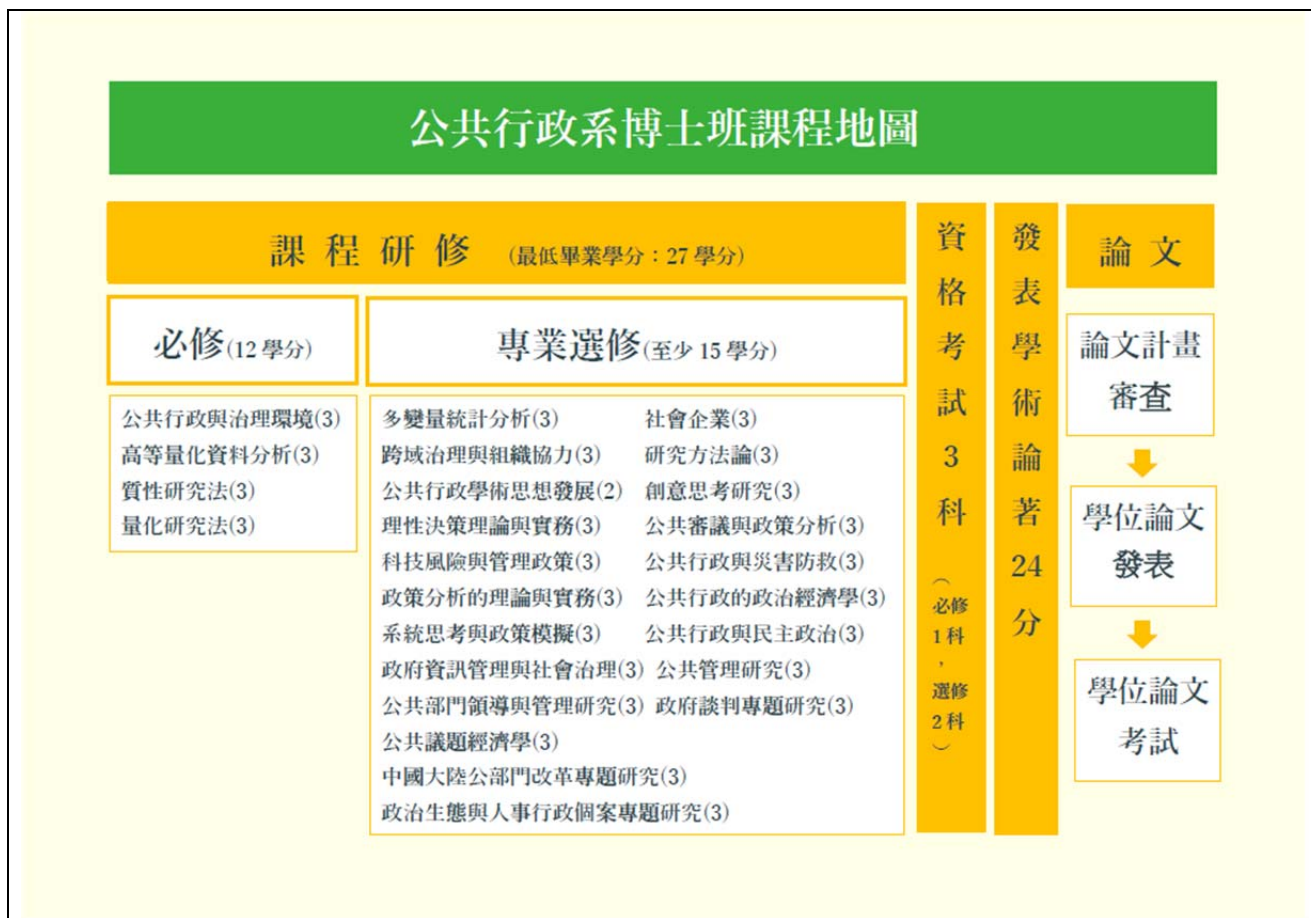 公共行政系博士班課程地圖
課程研修 (最低畢業學分：27 學分)
必修(12 學分)
公共行政與治理環境(3)
高等量化資料分析(3)
質性研究法(3)
量化研究法(3)
專業選修(至少 15 學分)
多變量統計分析(3) 社會企業(3)
跨域治理與組織協力(3) 研究方法論(3)
公共行政學術思想發展(2) 創意思考研究(3)
理性決策理論與實務(3) 公共審議與政策分析(3)
科技風險與管理政策(3) 公共行政與災害防救(3)
政策分析的理論與實務(3) 公共行政的政治經濟學(3)
系統思考與政策模擬(3) 公共行政與民主政治(3)
政府資訊管理與社會治理(3) 公共管理研究(3)
公共部門領導與管理研究(3) 政府談判專題研究(3)
公共議題經濟學(3)
中國大陸公部門改革專題研究(3)
政治生態與人事行政個案專題研究(3)
資格考試3科（必修1科，選修2科）
發表學術論著24分
論文
論文計畫
審查
學位論文
發表
學位論文
考試